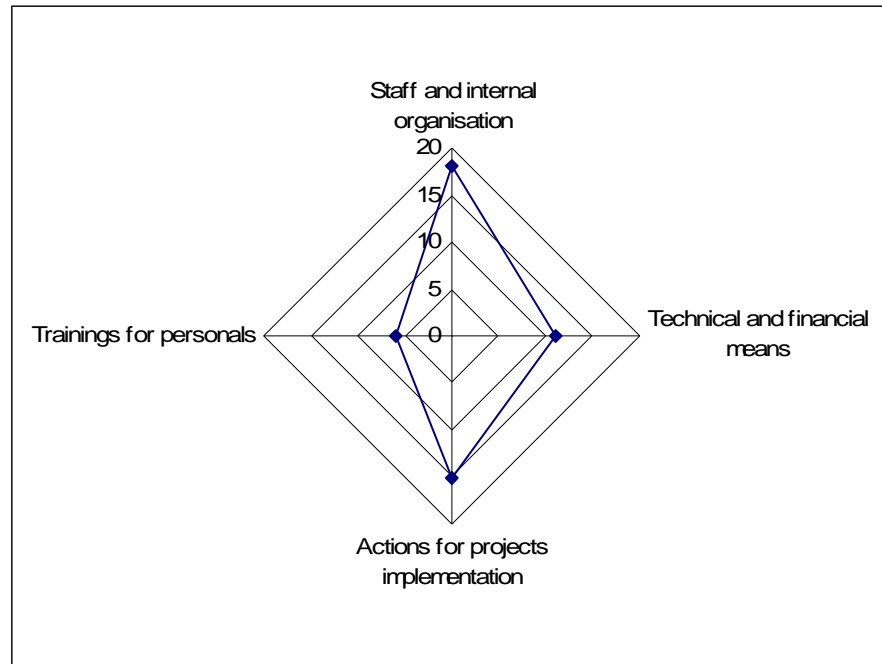 Staff and internal
organisation
20
15
10
5
0
Trainings for personals
Technical and financial
means
Actions for projects
implementation